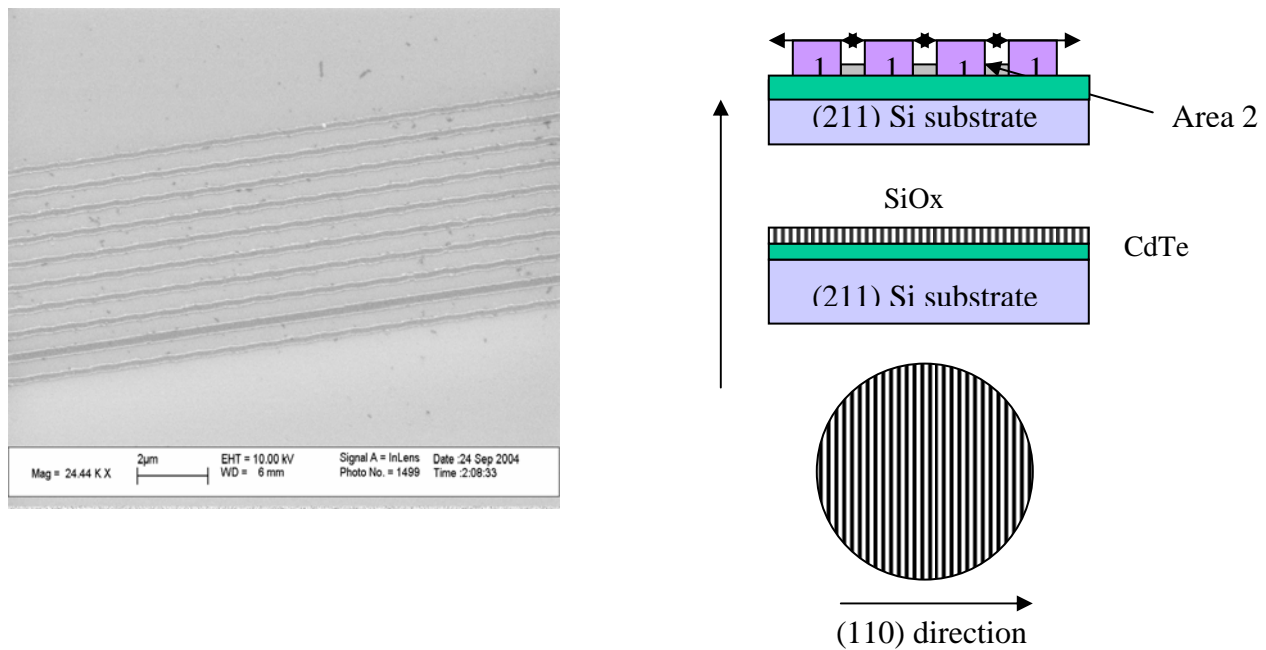 Mag = 24.44 K X
2µm
EHT = 10.00 kV
WD = 6 mm
Signal A = InLens
Photo No. = 1499
Date :24 Sep 2004
Time :2:08:33
1 1 1 1
(211) Si substrate
Area 2
SiOx
CdTe
(211) Si substrate
(110) direction